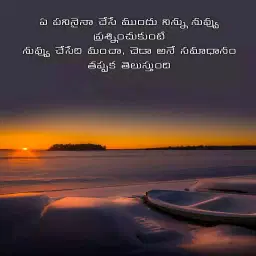 ఏ పనినైనా చేసే ముందు నిన్ను నువ్వు
ప్రశ్నించుకుంటే
నువ్వు చేసేది మంచా, చెడా అనే సమాధానం
తప్పక తెలుస్తుంది